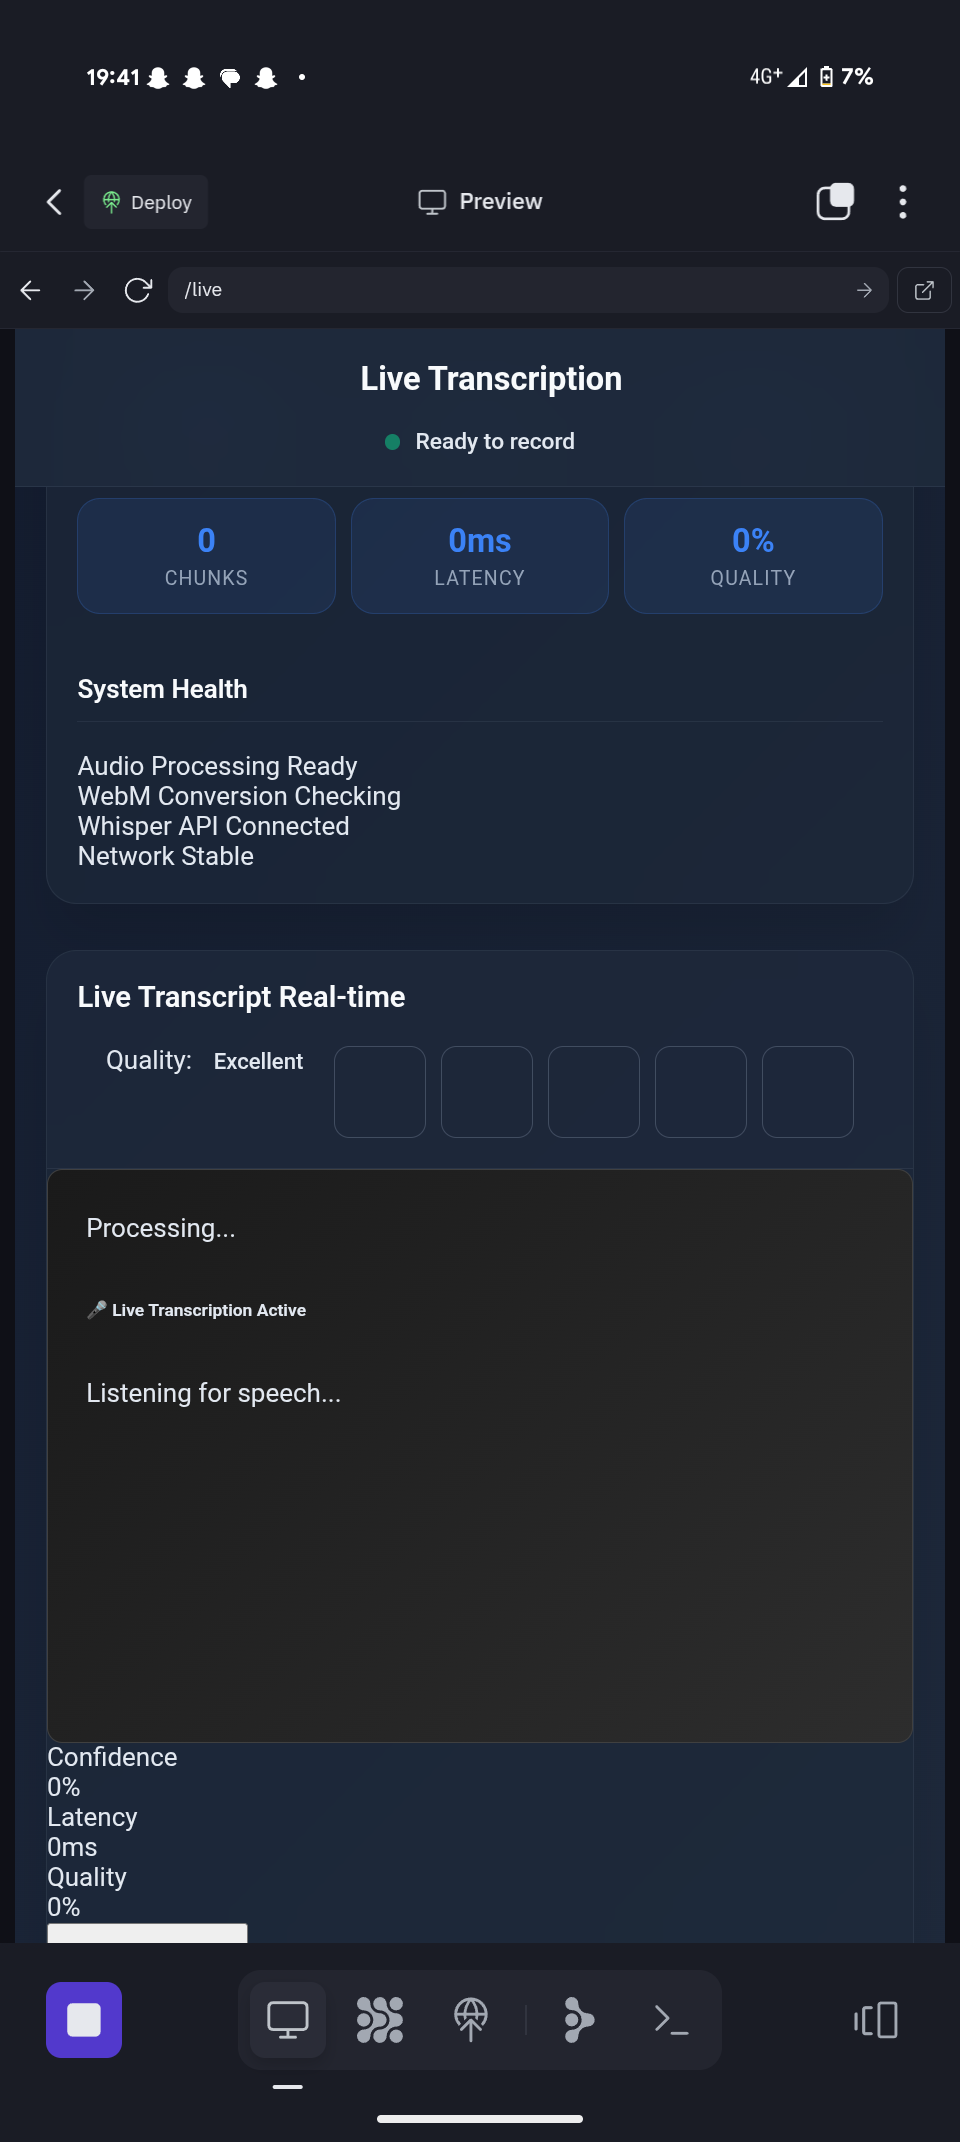 19:41
4G+ 7%
Deploy
Preview
/live
Live Transcription
Ready to record
0
CHUNKS
0ms
LATENCY
0%
QUALITY
System Health
Audio Processing Ready
WebM Conversion Checking
Whisper API Connected
Network Stable
Live Transcript Real-time
Quality: Excellent
Processing...
🎤 Live Transcription Active
Listening for speech...
Confidence
0%
Latency
0ms
Quality
0%